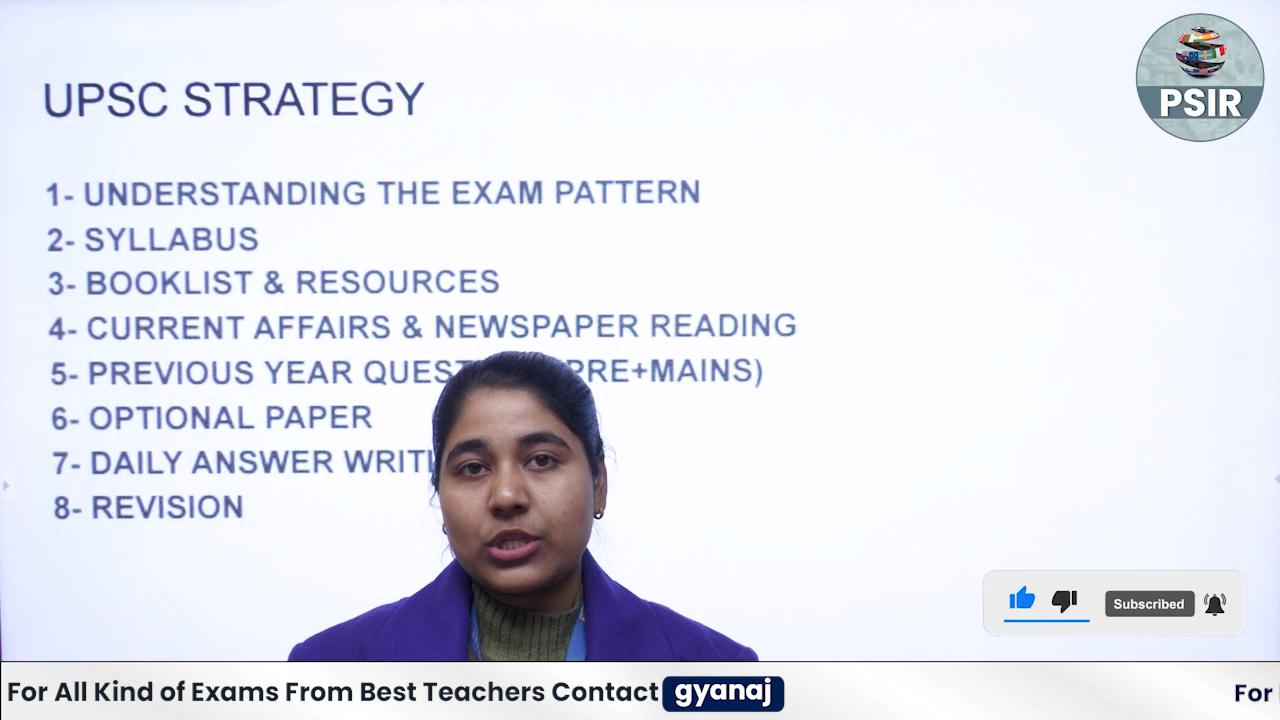 UPSC STRATEGY
PSIR
1- UNDERSTANDING THE EXAM PATTERN
2- SYLLABUS
3- BOOKLIST & RESOURCES
4- CURRENT AFFAIRS & NEWSPAPER READING
5- PREVIOUS YEAR QUEST PRE+MAINS)
6- OPTIONAL PAPER
7- DAILY ANSWER WRITI
8- REVISION
Subscribed
For All Kind of Exams From Best Teachers Contact gyanaj
For